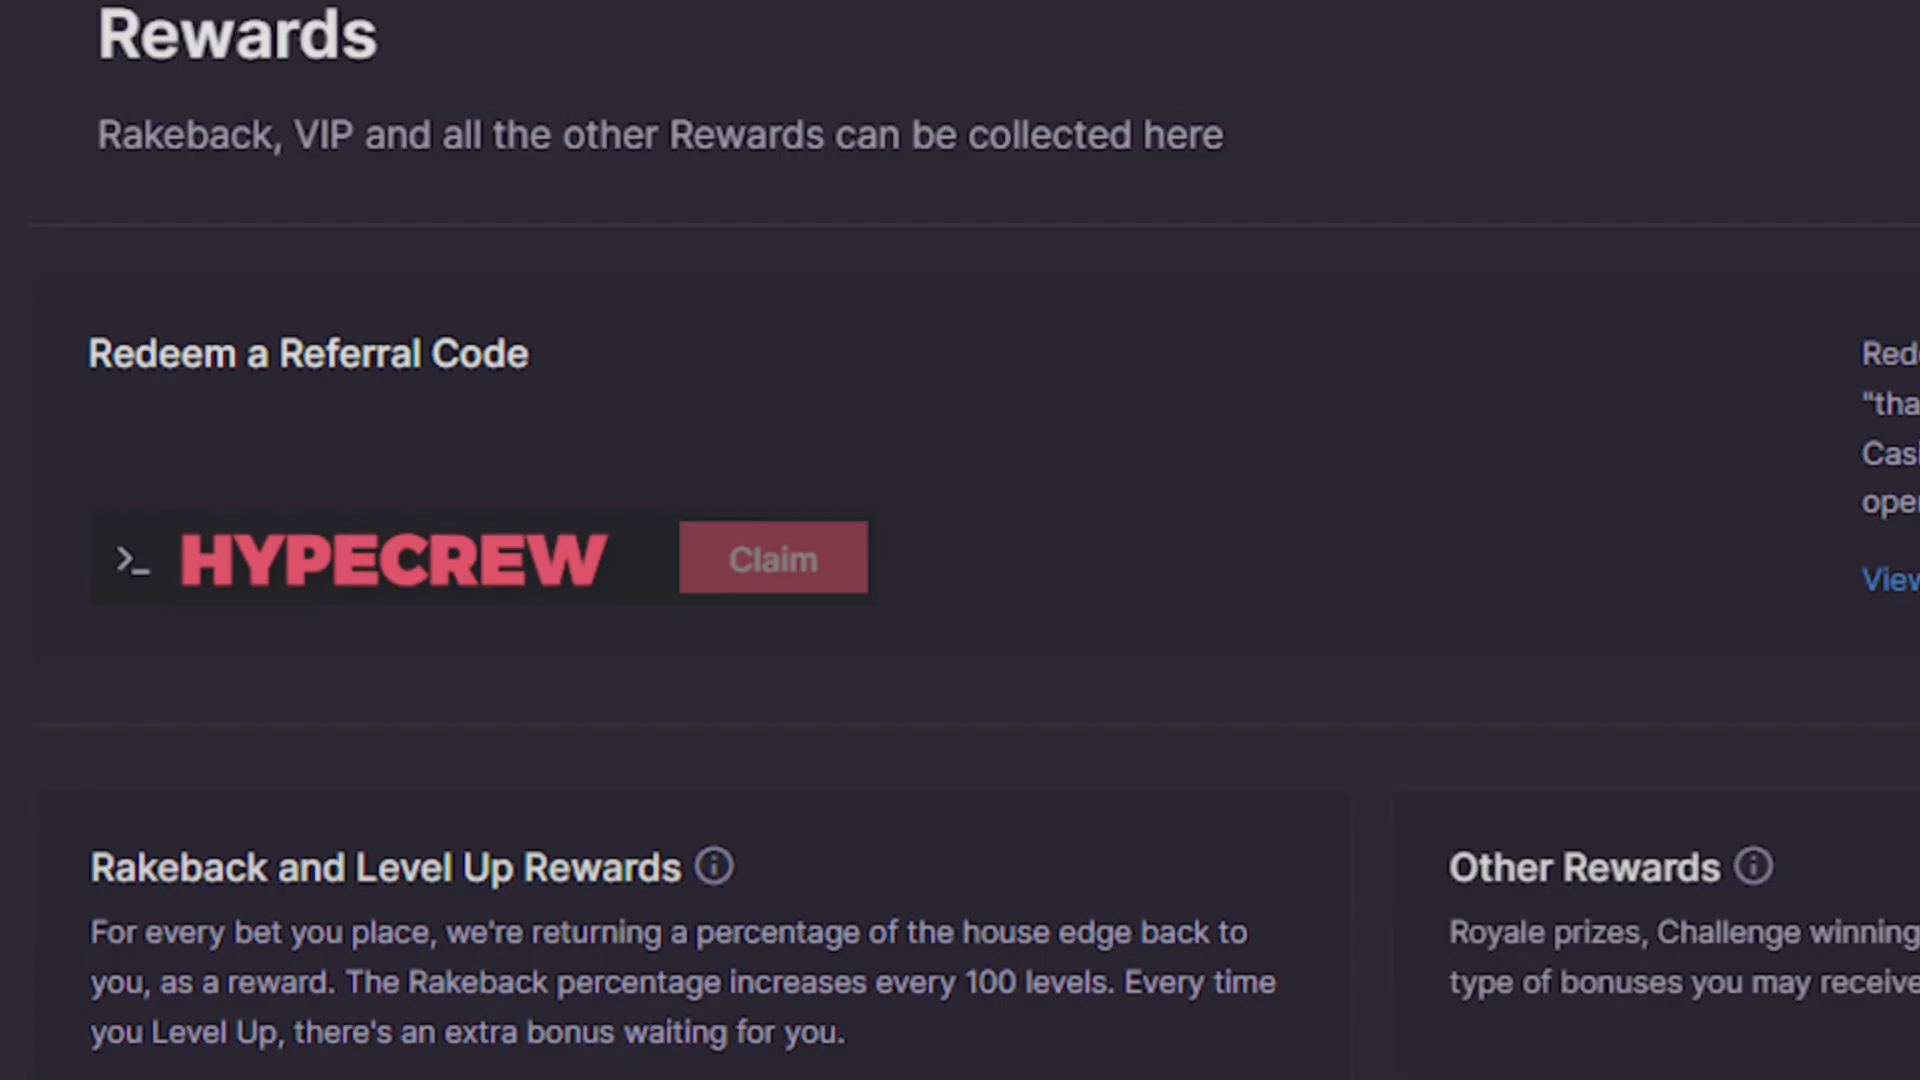 Rewards
Rakeback, VIP and all the other Rewards can be collected here
Redeem a Referral Code
>_ HYPECREW
Claim
"tha
View
Rakeback and Level Up Rewards
For every bet you place, we're returning a percentage of the house edge back to
you, as a reward. The Rakeback percentage increases every 100 levels. Every time
you Level Up, there's an extra bonus waiting for you.
Other Rewards
Royale prizes, Challenge winning
type of bonuses you may receive